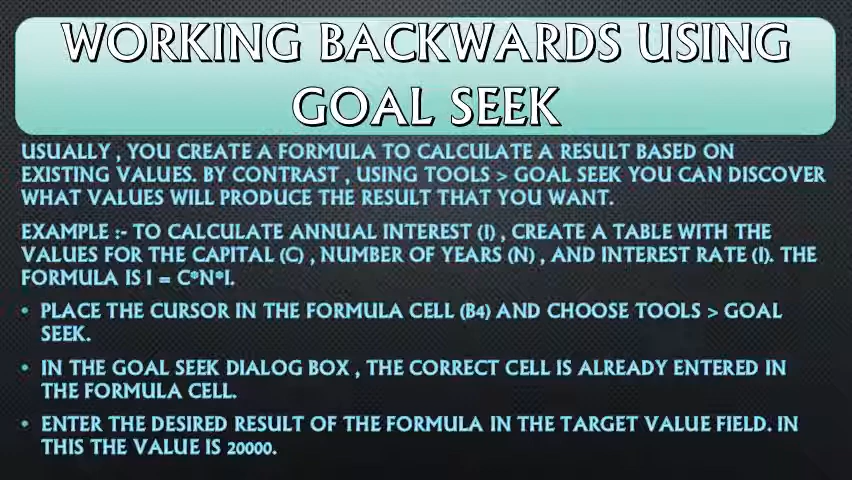 WORKING BACKWARDS USING
GOAL SEEK
USUALLY , YOU CREATE A FORMULA TO CALCULATE A RESULT BASED ON
EXISTING VALUES. BY CONTRAST , USING TOOLS > GOAL SEEK YOU CAN DISCOVER
WHAT VALUES WILL PRODUCE THE RESULT THAT YOU WANT.
EXAMPLE :- TO CALCULATE ANNUAL INTEREST (I) , CREATE A TABLE WITH THE
VALUES FOR THE CAPITAL (C) , NUMBER OF YEARS (N) , AND INTEREST RATE (I). THE
FORMULA IS I = C*N*I.
• PLACE THE CURSOR IN THE FORMULA CELL (B4) AND CHOOSE TOOLS > GOAL
SEEK.
• IN THE GOAL SEEK DIALOG BOX , THE CORRECT CELL IS ALREADY ENTERED IN
THE FORMULA CELL.
• ENTER THE DESIRED RESULT OF THE FORMULA IN THE TARGET VALUE FIELD. IN
THIS THE VALUE IS 20000.